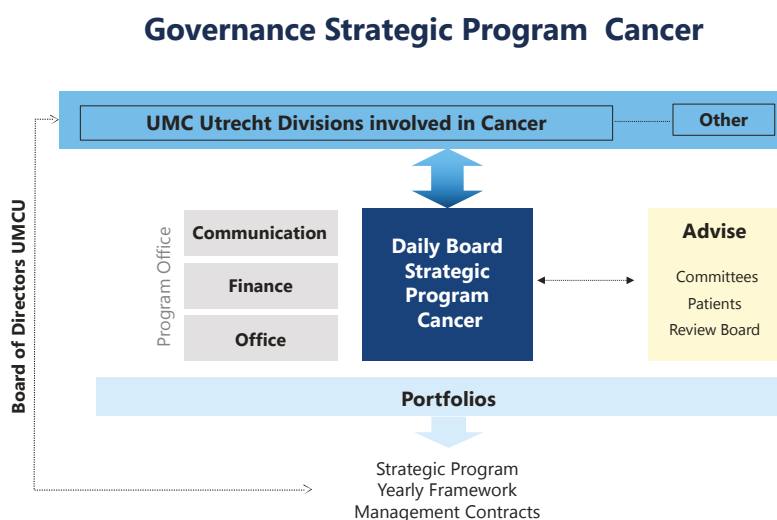 Governance Strategic Program Cancer
UMC Utrecht Divisions involved in Cancer
Other
Board of Directors UMCU
Program Office
Communication
Finance
Office
Daily Board
Strategic
Program
Cancer
Advise
Committees
Patients
Review Board
Portfolios
Strategic Program
Yearly Framework
Management Contracts